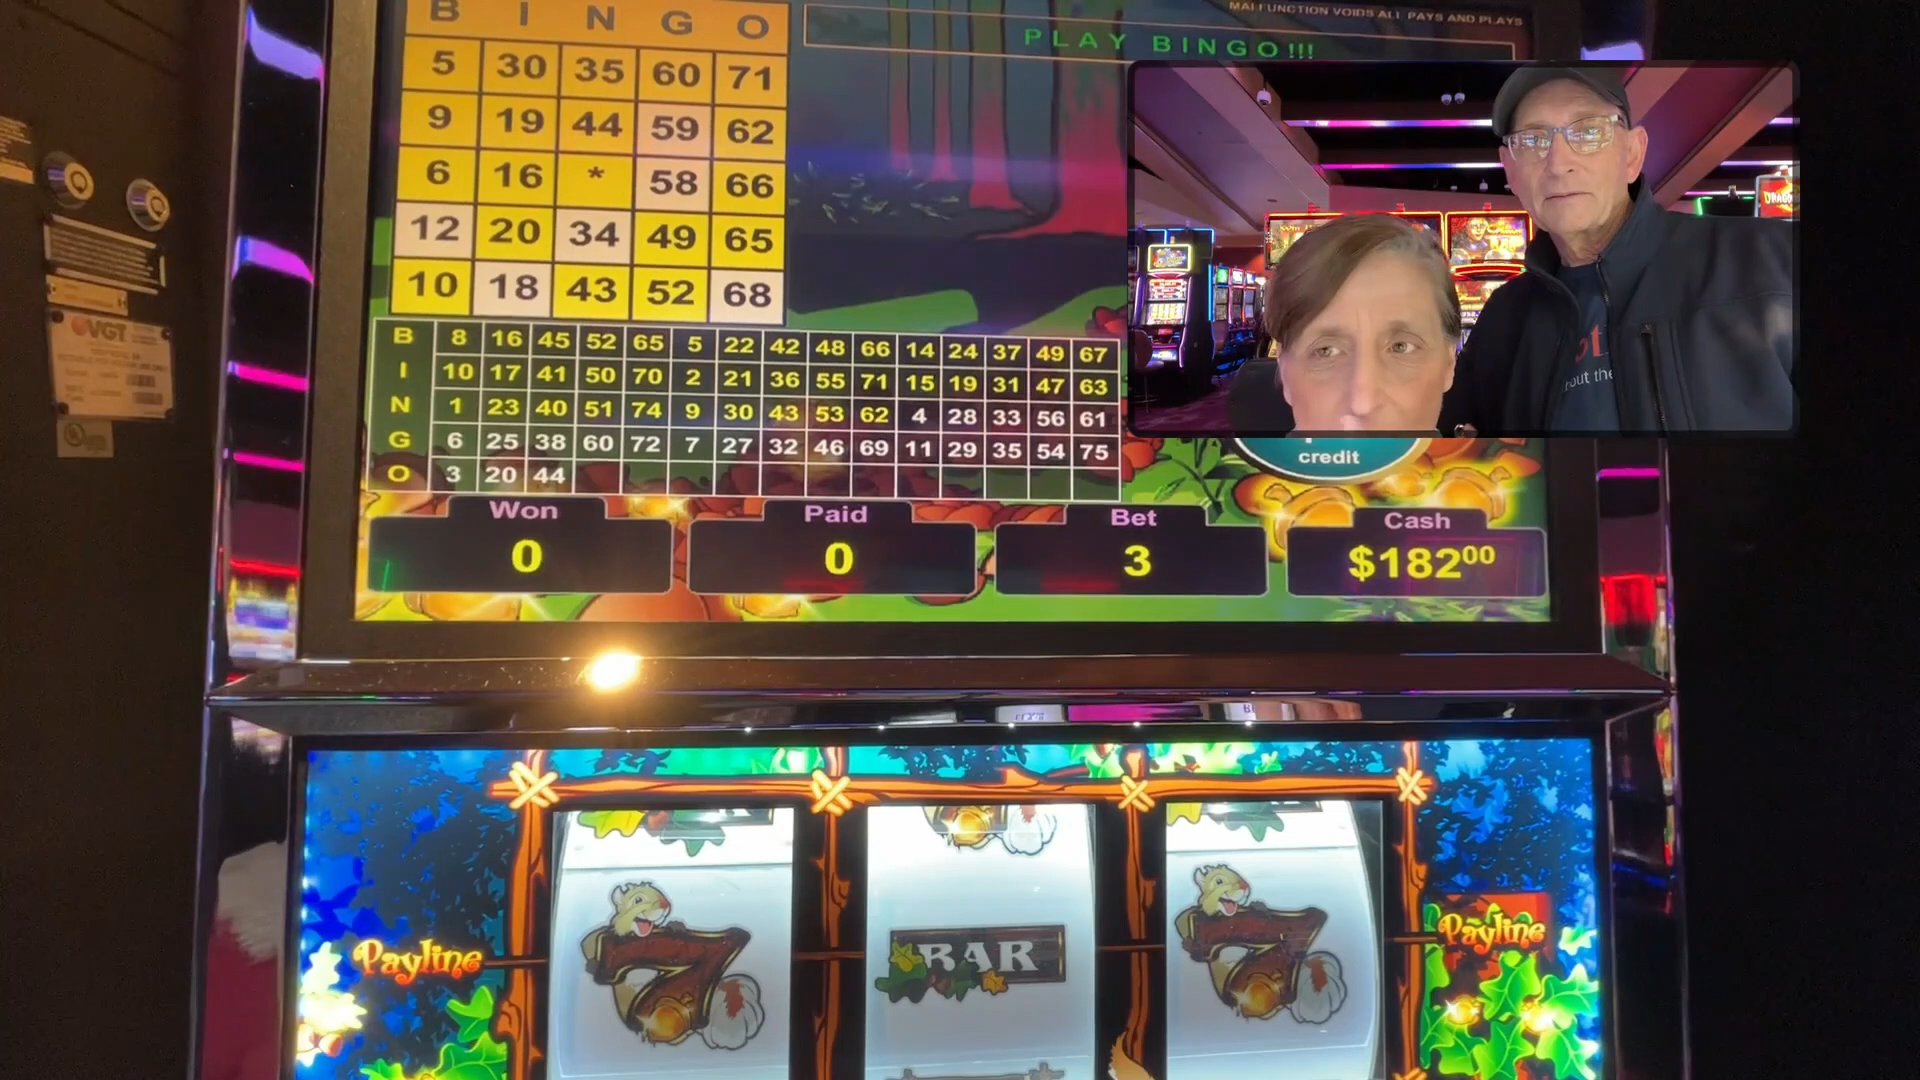 MALFUNCTION VOIDS ALL PAYS AND PLAYS
PLAY BINGO!!!
B I N G O
5 30 35 60 71
9 19 44 59 62
6 16 * 58 66
12 20 34 49 65
10 18 43 52 68
B 8 16 45 52 65 5 22 42 48 66 14 24 37 49 67
I 10 17 41 50 70 2 21 36 55 71 15 19 31 47 63
N 1 23 40 51 74 9 30 43 53 62 4 28 33 56 61
G 6 25 38 60 72 7 27 32 46 69 11 29 35 54 75
O 3 20 44
credit
Won Paid Bet Cash
0 0 3 $18200
VGT
out the
BAR
Payline
Payline
7
7